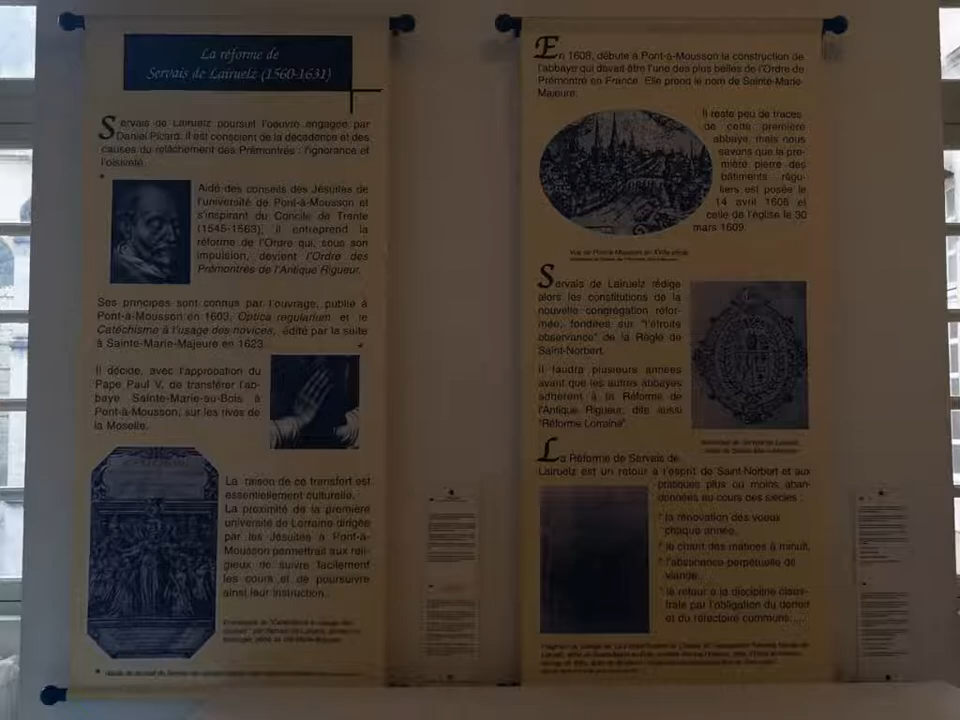 La réforme de
Servais de Lairuelz (1560-1631)
Servais de Lairuelz poursuit l'oeuvre engagée par
Daniel Picard. Il est conscient de la décadence et des
causes du relâchement des Prémontrés : l'ignorance et
l'oisiveté.
Aidé des conseils des Jésuites de
l'université de Pont-à-Mousson et
s'inspirant du Concile de Trente
(1545-1563), il entreprend la
réforme de l'Ordre qui, sous son
impulsion, devient l'Ordre des
Prémontrés de l'Antique Rigueur.
Ses principes sont connus par l'ouvrage, publié à
Pont-à-Mousson en 1603, Optica regularium et le
Catéchisme à l'usage des novices, édité par la suite
à Sainte-Marie-Majeure en 1623.
Il décide, avec l'approbation du
Pape Paul V, de transférer l'ab-
baye Sainte-Marie-au-Bois à
Pont-à-Mousson, sur les rives de
la Moselle.
La raison de ce transfert est
essentiellement culturelle.
La proximité de la première
université de Lorraine dirigée
par les Jésuites à Pont-à-
Mousson permettrait aux reli-
gieux de suivre facilement
les cours et de poursuivre
ainsi leur instruction.
En 1608, débute à Pont-à-Mousson la construction de
l'abbaye qui devait être l'une des plus belles de l'Ordre de
Prémontré en France. Elle prend le nom de Sainte-Marie-
Majeure.
Il reste peu de traces
de cette première
abbaye, mais nous
savons que la pre-
mière pierre des
bâtiments régu-
liers est posée le
14 avril 1608 et
celle de l'église le 30
mars 1609.
Vue de Pont-à-Mousson au XVIIe siècle
Servais de Lairuelz rédige
alors les constitutions de la
nouvelle congrégation réfor-
mée, fondées sur "l'étroite
observance" de la Règle de
Saint-Norbert.
Il faudra plusieurs années
avant que les autres abbayes
adhèrent à la Réforme de
l'Antique Rigueur, dite aussi
"Réforme Lorraine".
La Réforme de Servais de
Lairuelz est un retour à l'esprit de Saint-Norbert et aux
pratiques plus ou moins aban-
données au cours des siècles :
* la rénovation des voeux
chaque année,
* le chant des matines à minuit,
* l'abstinence perpétuelle de
viande,
* le retour à la discipline claus-
trale par l'obligation du dortoir
et du réfectoire communs, ...